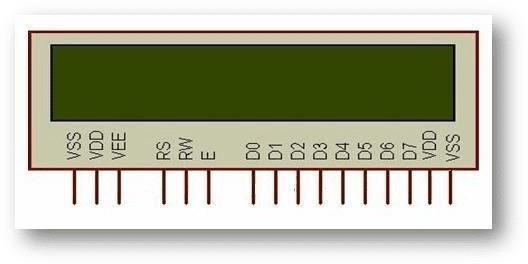 VSS VDD VEE RS RW E D0 D1 D2 D3 D4 D5 D6 D7 VDD VSS